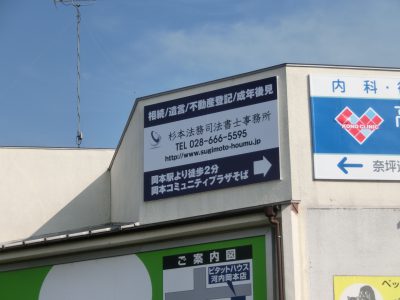 相続/遺言/不動産登記/成年後見
杉本法務司法書士事務所
TEL 028-666-5595
http://www.sugimoto-houmu.jp
岡本駅より徒歩2分
岡本コミュニティプラザそば
内科・
KONO CLINIC
奈坪
ご案内図
ピタットハウス
河内岡本店
ペッ